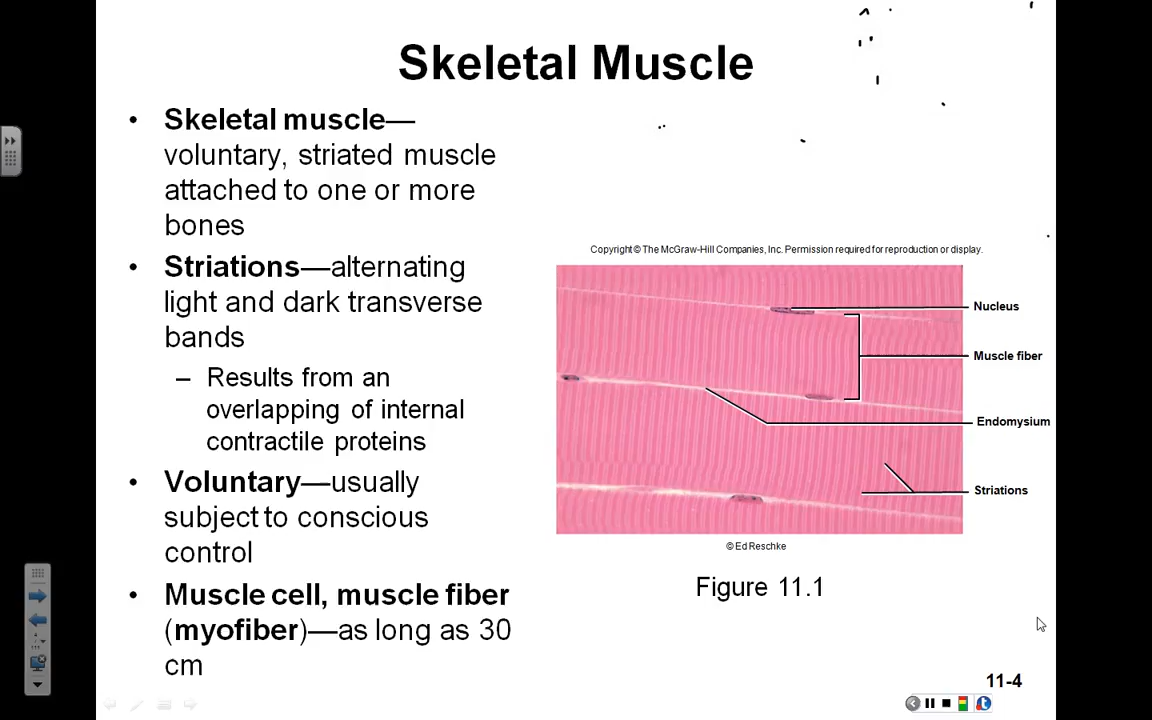 Skeletal Muscle
• Skeletal muscle—
voluntary, striated muscle
attached to one or more
bones
• Striations—alternating
light and dark transverse
bands
– Results from an
overlapping of internal
contractile proteins
• Voluntary—usually
subject to conscious
control
• Muscle cell, muscle fiber
(myofiber)—as long as 30
cm
Copyright © The McGraw-Hill Companies, Inc. Permission required for reproduction or display.
Nucleus
Muscle fiber
Endomysium
Striations
© Ed Reschke
Figure 11.1
11-4